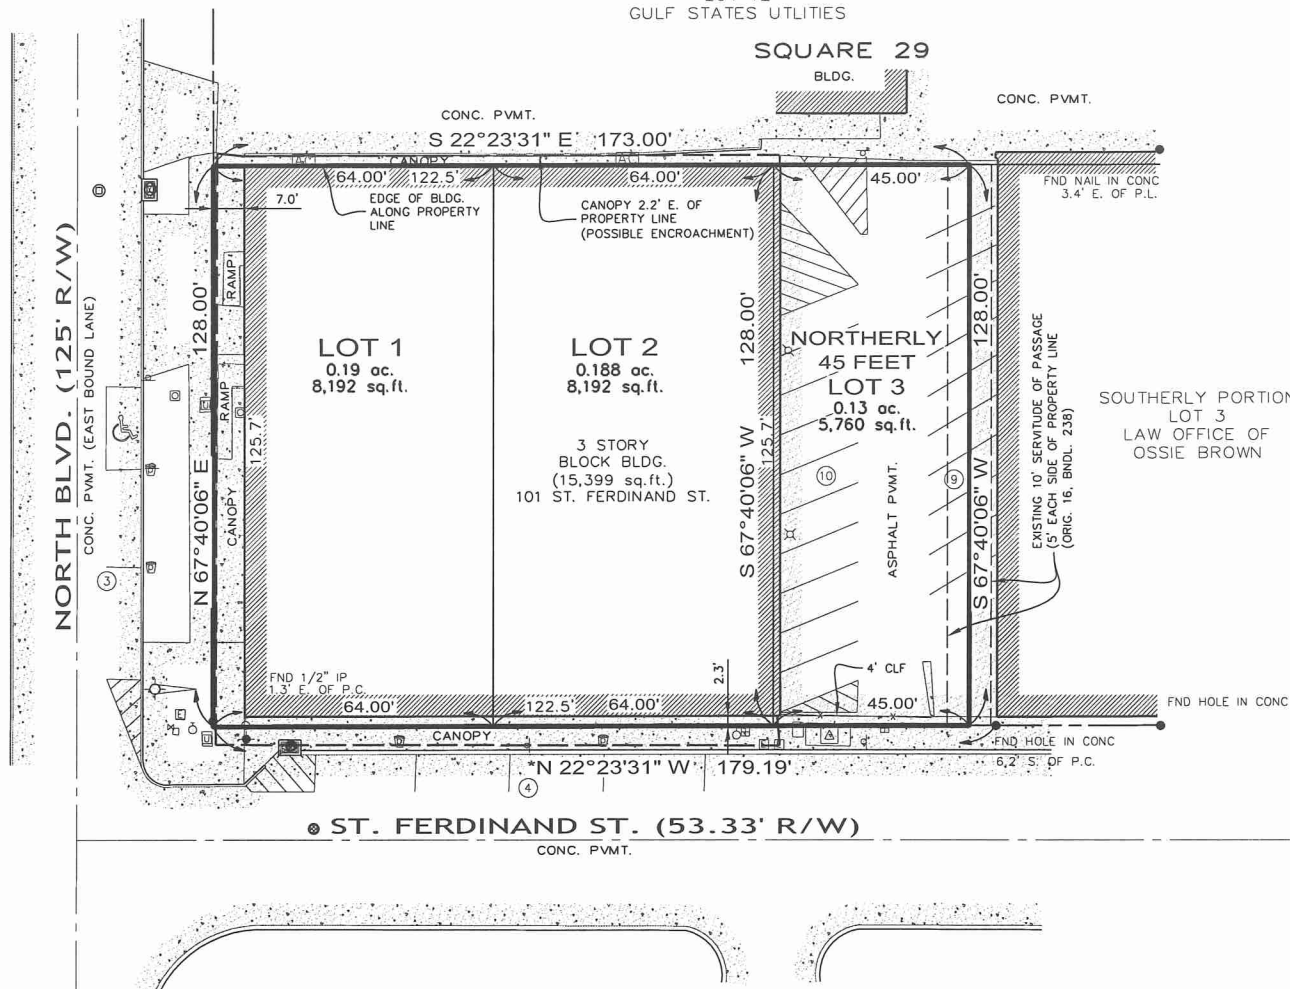 GULF STATES UTLITIES
SQUARE 29
BLDG.
CONC. PVMT.
CONC. PVMT.
S 22°23'31" E 173.00'
CANOPY
64.00' 122.5'
64.00'
45.00'
7.0'
EDGE OF BLDG.
ALONG PROPERTY
LINE
CANOPY 2.2' E. OF
PROPERTY LINE
(POSSIBLE ENCROACHMENT)
FND NAIL IN CONC
3.4' E. OF P.L.
NORTH BLVD. (125' R/W)
CONC. PVMT. (EAST BOUND LANE)
N 67°40'06" E 128.00'
RAMP
RAMP
CANOPY
125.7'
LOT 1
0.19 ac.
8,192 sq.ft.
LOT 2
0.188 ac.
8,192 sq.ft.
3 STORY
BLOCK BLDG.
(15,399 sq.ft.)
101 ST. FERDINAND ST.
S 67°40'06" W 128.00'
125.7'
NORTHERLY
45 FEET
LOT 3
0.13 ac.
5,760 sq.ft.
10
9
ASPHALT PVMT.
S 67°40'06" W 128.00'
EXISTING 10' SERVITUDE OF PASSAGE
(5' EACH SIDE OF PROPERTY LINE)
(ORIG. 16, BNDL. 238)
SOUTHERLY PORTION
LOT 3
LAW OFFICE OF
OSSIE BROWN
3
FND 1/2" IP
1.3' E. OF P.C.
64.00'
122.5'
64.00'
2.3'
4' CLF
45.00'
FND HOLE IN CONC
E
CANOPY
FND HOLE IN CONC
6.2' S. OF P.C.
*N 22°23'31" W 179.19'
4
ST. FERDINAND ST. (53.33' R/W)
CONC. PVMT.